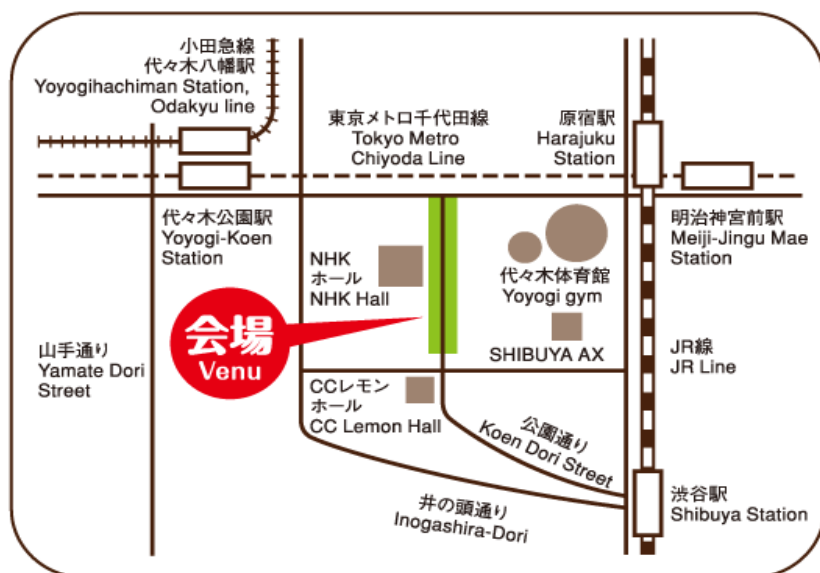 小田急線
代々木八幡駅
Yoyogihachiman Station,
Odakyu line
東京メトロ千代田線
Tokyo Metro
Chiyoda Line
原宿駅
Harajuku
Station
代々木公園駅
Yoyogi-Koen
Station
NHK
ホール
NHK Hall
代々木体育館
Yoyogi gym
明治神宮前駅
Meiji-Jingu Mae
Station
会場
Venu
山手通り
Yamate Dori
Street
SHIBUYA AX
JR線
JR Line
CCレモン
ホール
CC Lemon Hall
公園通り
Koen Dori Street
井の頭通り
Inogashira-Dori
渋谷駅
Shibuya Station